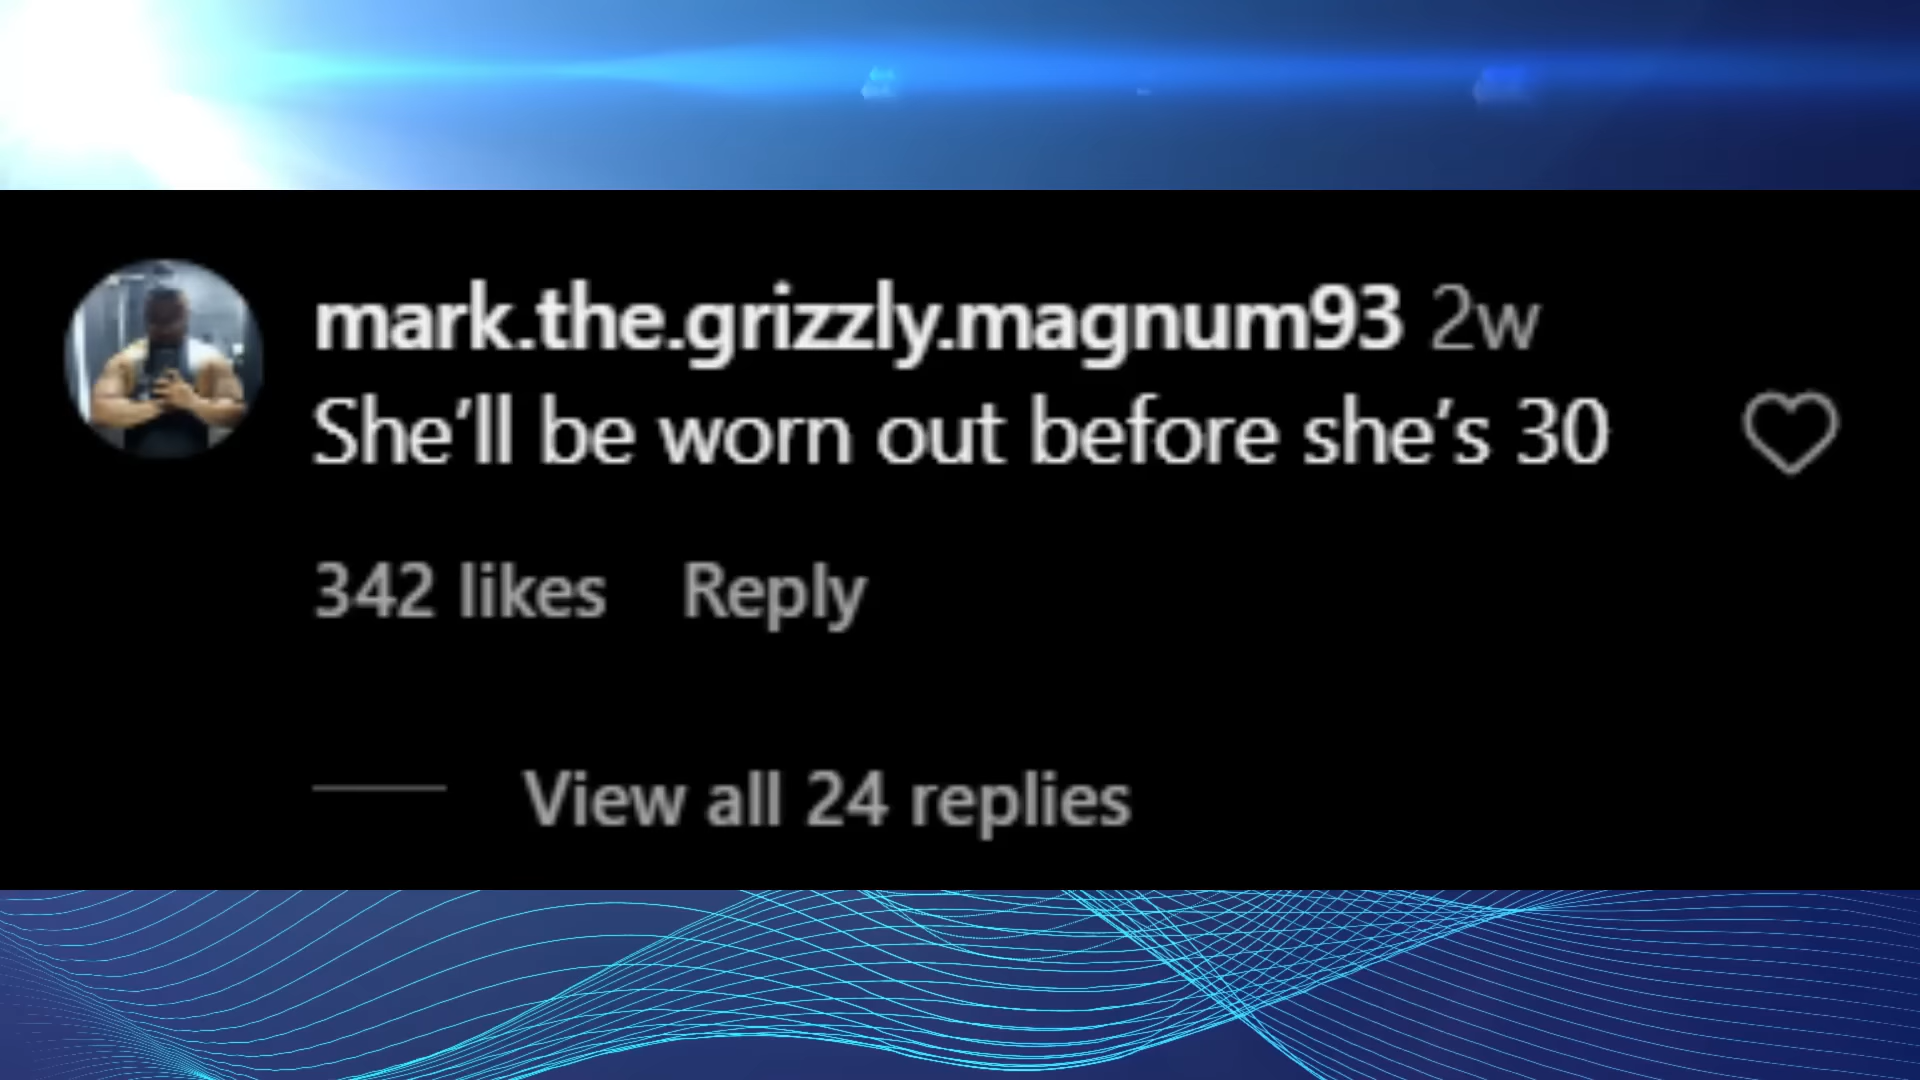 mark.the.grizzly.magnum93 2w
She’ll be worn out before she’s 30
342 likes Reply
View all 24 replies